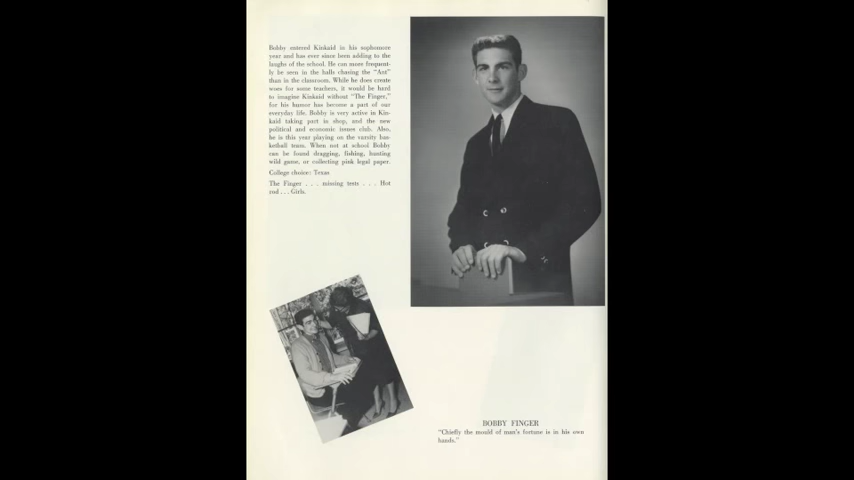 Bobby entered Kinkaid in his sophomore
year and has ever since been adding to the
laughs of the school. He can more frequent-
ly be seen in the halls chasing the "Ant"
than in the classroom. While he does create
woes for some teachers, it would be hard
to imagine Kinkaid without "The Finger,"
for his humor has become a part of our
everyday life. Bobby is very active in Kin-
kaid taking part in shop, and the new
political and economic issues club. Also,
he is this year playing on the varsity bas-
ketball team. When not at school Bobby
can be found dragging, fishing, hunting
wild game, or collecting pink legal paper.
College choice: Texas
The Finger . . . missing tests . . . Hot
rod . . . Girls.
BOBBY FINGER
"Chiefly the mould of man's fortune is in his own
hands."